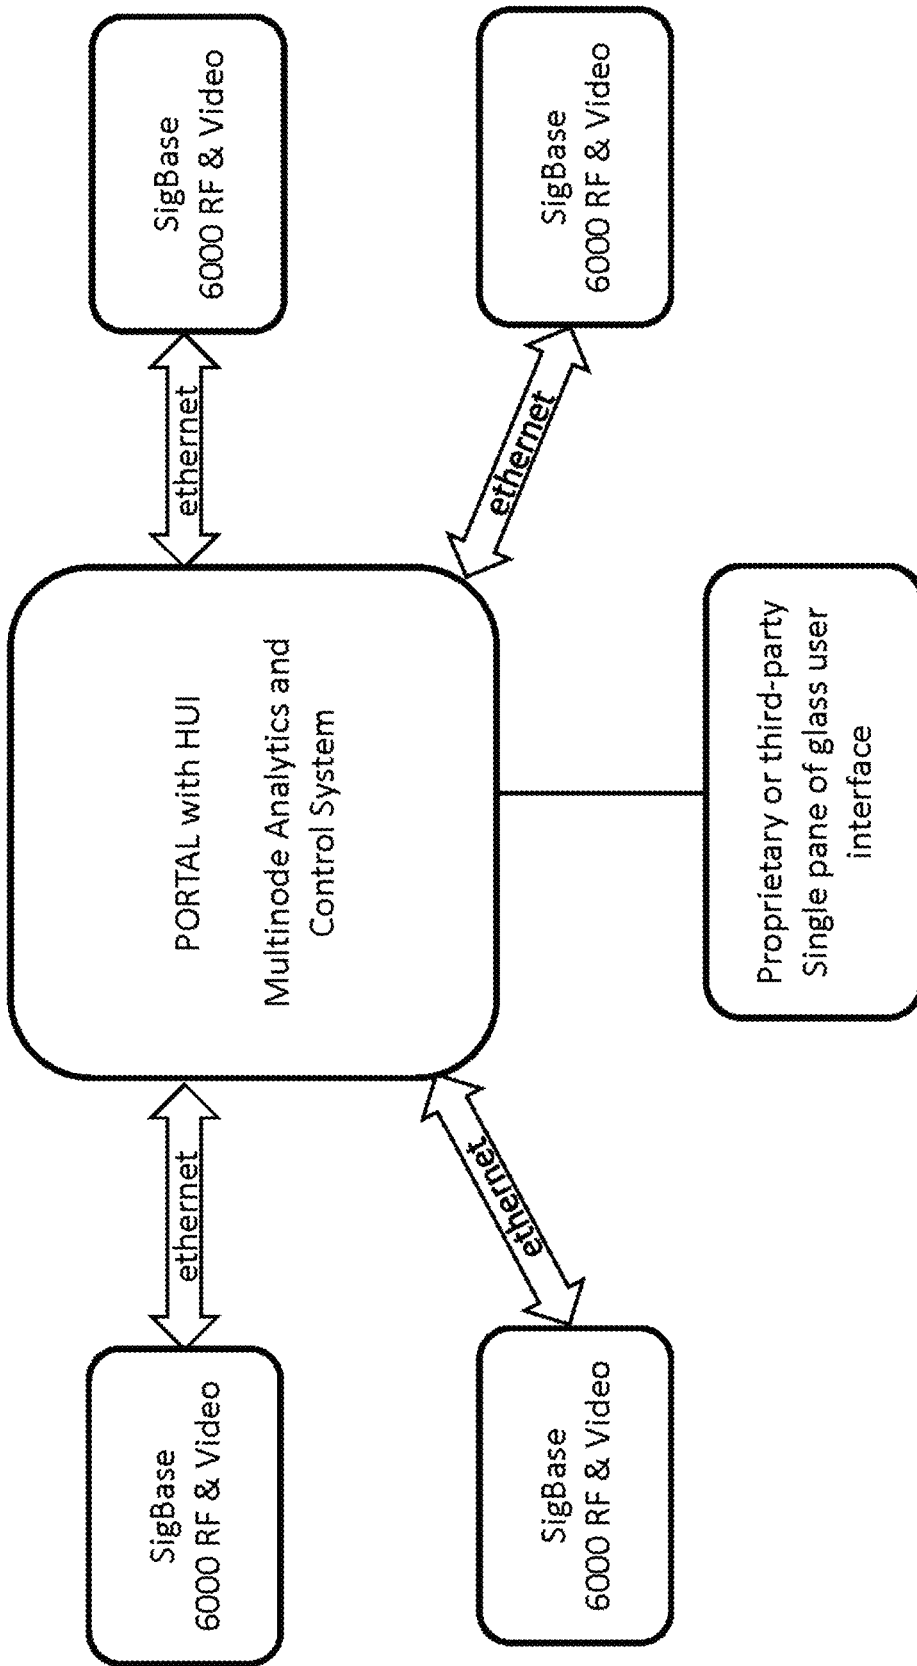 SigBase
6000 RF & Video
ethernet
PORTAL with HUI
Multinode Analytics and
Control System
ethernet
SigBase
6000 RF & Video
SigBase
6000 RF & Video
ethernet
ethernet
SigBase
6000 RF & Video
Proprietary or third-party
Single pane of glass user
interface